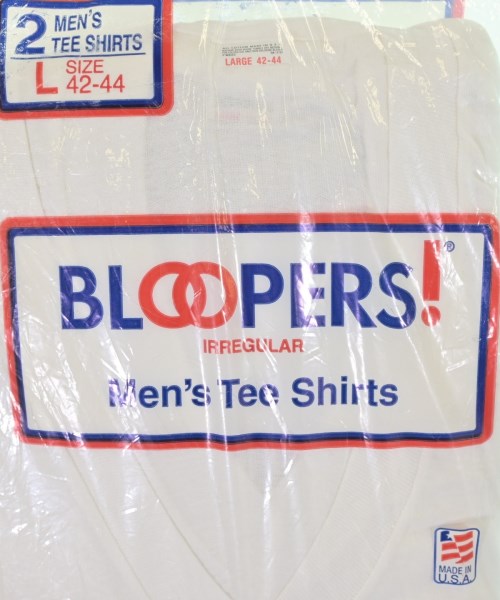 2 MEN'S
TEE SHIRTS
L SIZE
42-44
LARGE 42-44
BLOOPERS!®
IRREGULAR
Men's Tee Shirts
MADE IN
U.S.A.